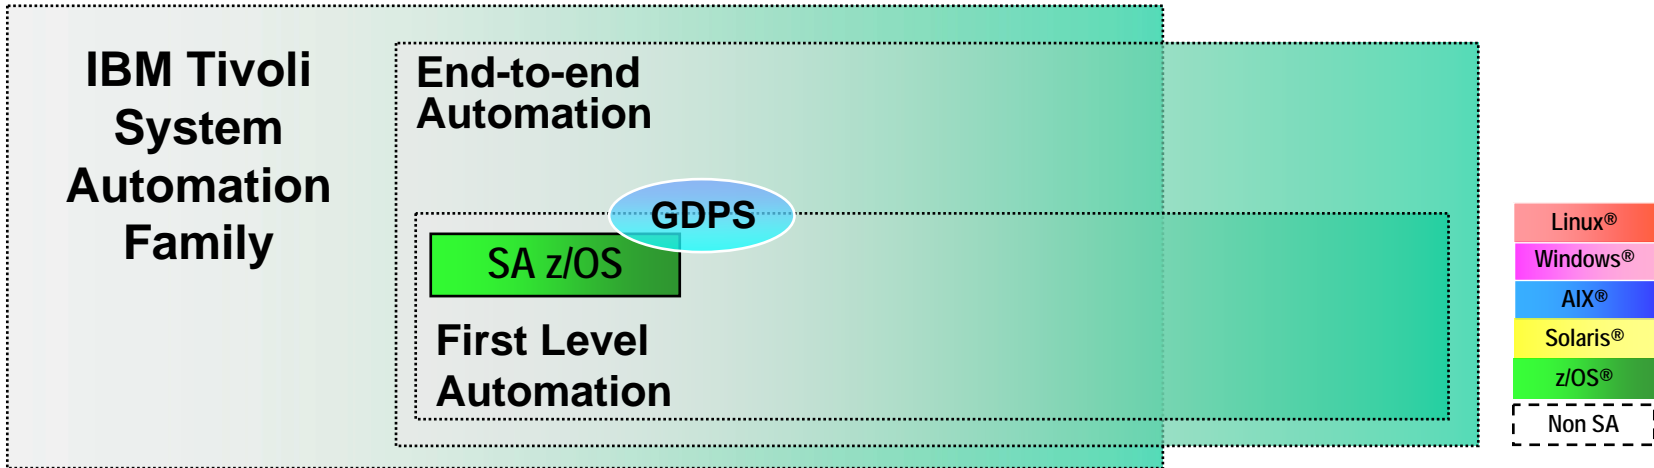 IBM Tivoli
System
Automation
Family
End-to-end
Automation
GDPS
SA z/OS
First Level
Automation
Linux®
Windows®
AIX®
Solaris®
z/OS®
Non SA